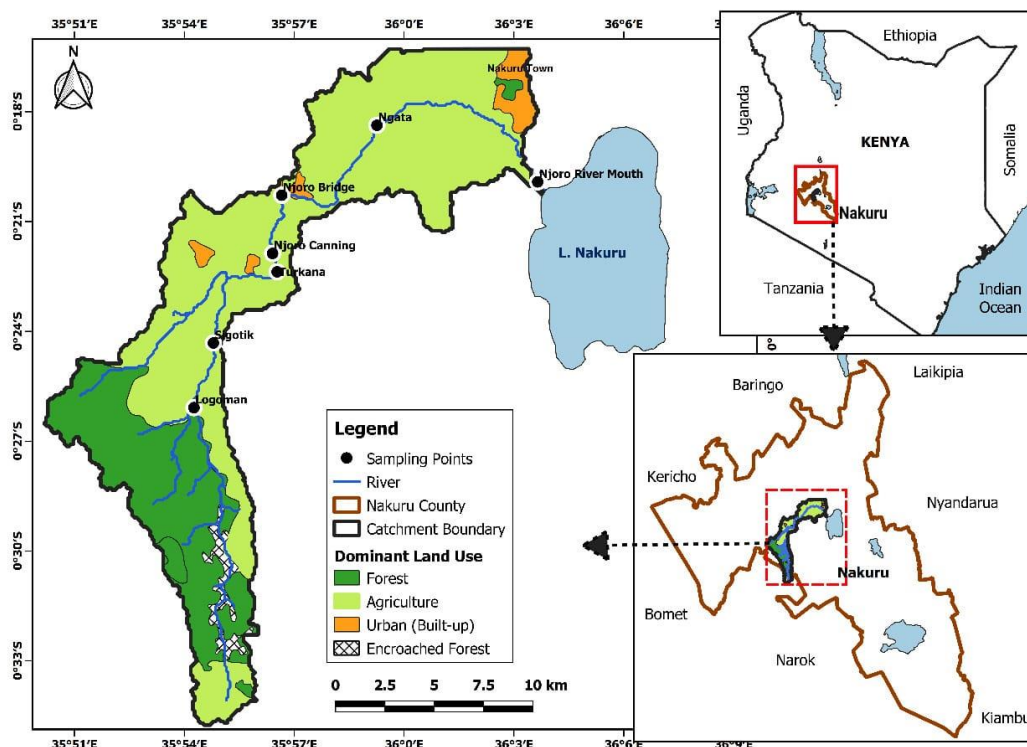 35°51'E 35°54'E 35°57'E 36°0'E 36°3'E 36°6'E
N
0°18'S
0°21'S
0°24'S
0°27'S
0°30'S
0°33'S
Nakuru Town
Ngata
Njoro River Mouth
Njoro Bridge
Njoro Canning
Turkana
L. Nakuru
Sigotik
Logoman
Legend
Sampling Points
River
Nakuru County
Catchment Boundary
Dominant Land Use
Forest
Agriculture
Urban (Built-up)
Encroached Forest
0 2.5 5 7.5 10 km
35°51'E 35°54'E 35°57'E 36°0'E 36°3'E 36°6'E 36°9'E
Ethiopia
Uganda
KENYA
Somalia
Nakuru
Tanzania
Indian
Ocean
Baringo
Laikipia
Kericho
Nyandarua
Nakuru
Bomet
Narok
Kiambu